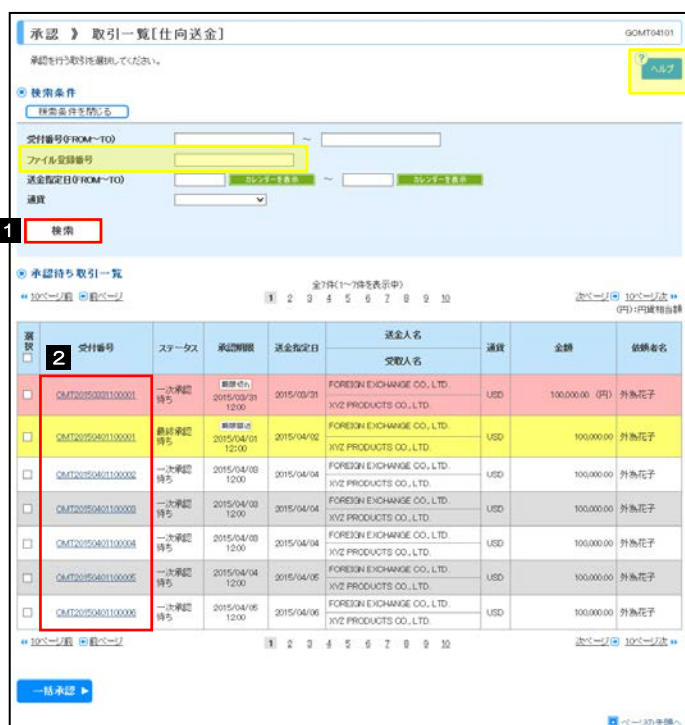 承認 》 取引一覧[仕向送金]
GOMT04101
承認を行う取引を選択してください。
?
ヘルプ
検索条件
検索条件を閉じる
受付番号(FROM～TO)
～
ファイル登録番号
送金指定日(FROM～TO)
カレンダーを表示 ～ カレンダーを表示
通貨
1
検索
承認待ち取引一覧
全7件(1～7件を表示中)
10ページ前 前ページ 1 2 3 4 5 6 7 8 9 10 次ページ 10ページ次
(円):円貨相当額
選択 受付番号 ステータス 承認期限 送金指定日 送金人名 受取人名 通貨 金額 依頼者名
2
OMT20150331100001 一次承認待ち 期限切れ 2015/03/31 12:00 2015/03/31 FOREIGN EXCHANGE CO., LTD. XYZ PRODUCTS CO., LTD. USD 100,000.00 (円) 外為花子
OMT20150401100001 最終承認待ち 期限間近 2015/04/01 12:00 2015/04/02 FOREIGN EXCHANGE CO., LTD. XYZ PRODUCTS CO., LTD. USD 100,000.00 外為花子
OMT20150401100002 一次承認待ち 2015/04/03 12:00 2015/04/04 FOREIGN EXCHANGE CO., LTD. XYZ PRODUCTS CO., LTD. USD 100,000.00 外為花子
OMT20150401100003 一次承認待ち 2015/04/03 12:00 2015/04/04 FOREIGN EXCHANGE CO., LTD. XYZ PRODUCTS CO., LTD. USD 100,000.00 外為花子
OMT20150401100004 一次承認待ち 2015/04/03 12:00 2015/04/04 FOREIGN EXCHANGE CO., LTD. XYZ PRODUCTS CO., LTD. USD 100,000.00 外為花子
OMT20150401100005 一次承認待ち 2015/04/04 12:00 2015/04/05 FOREIGN EXCHANGE CO., LTD. XYZ PRODUCTS CO., LTD. USD 100,000.00 外為花子
OMT20150401100006 一次承認待ち 2015/04/05 12:00 2015/04/06 FOREIGN EXCHANGE CO., LTD. XYZ PRODUCTS CO., LTD. USD 100,000.00 外為花子
10ページ前 前ページ 1 2 3 4 5 6 7 8 9 10 次ページ 10ページ次
一括承認
ページの先頭へ